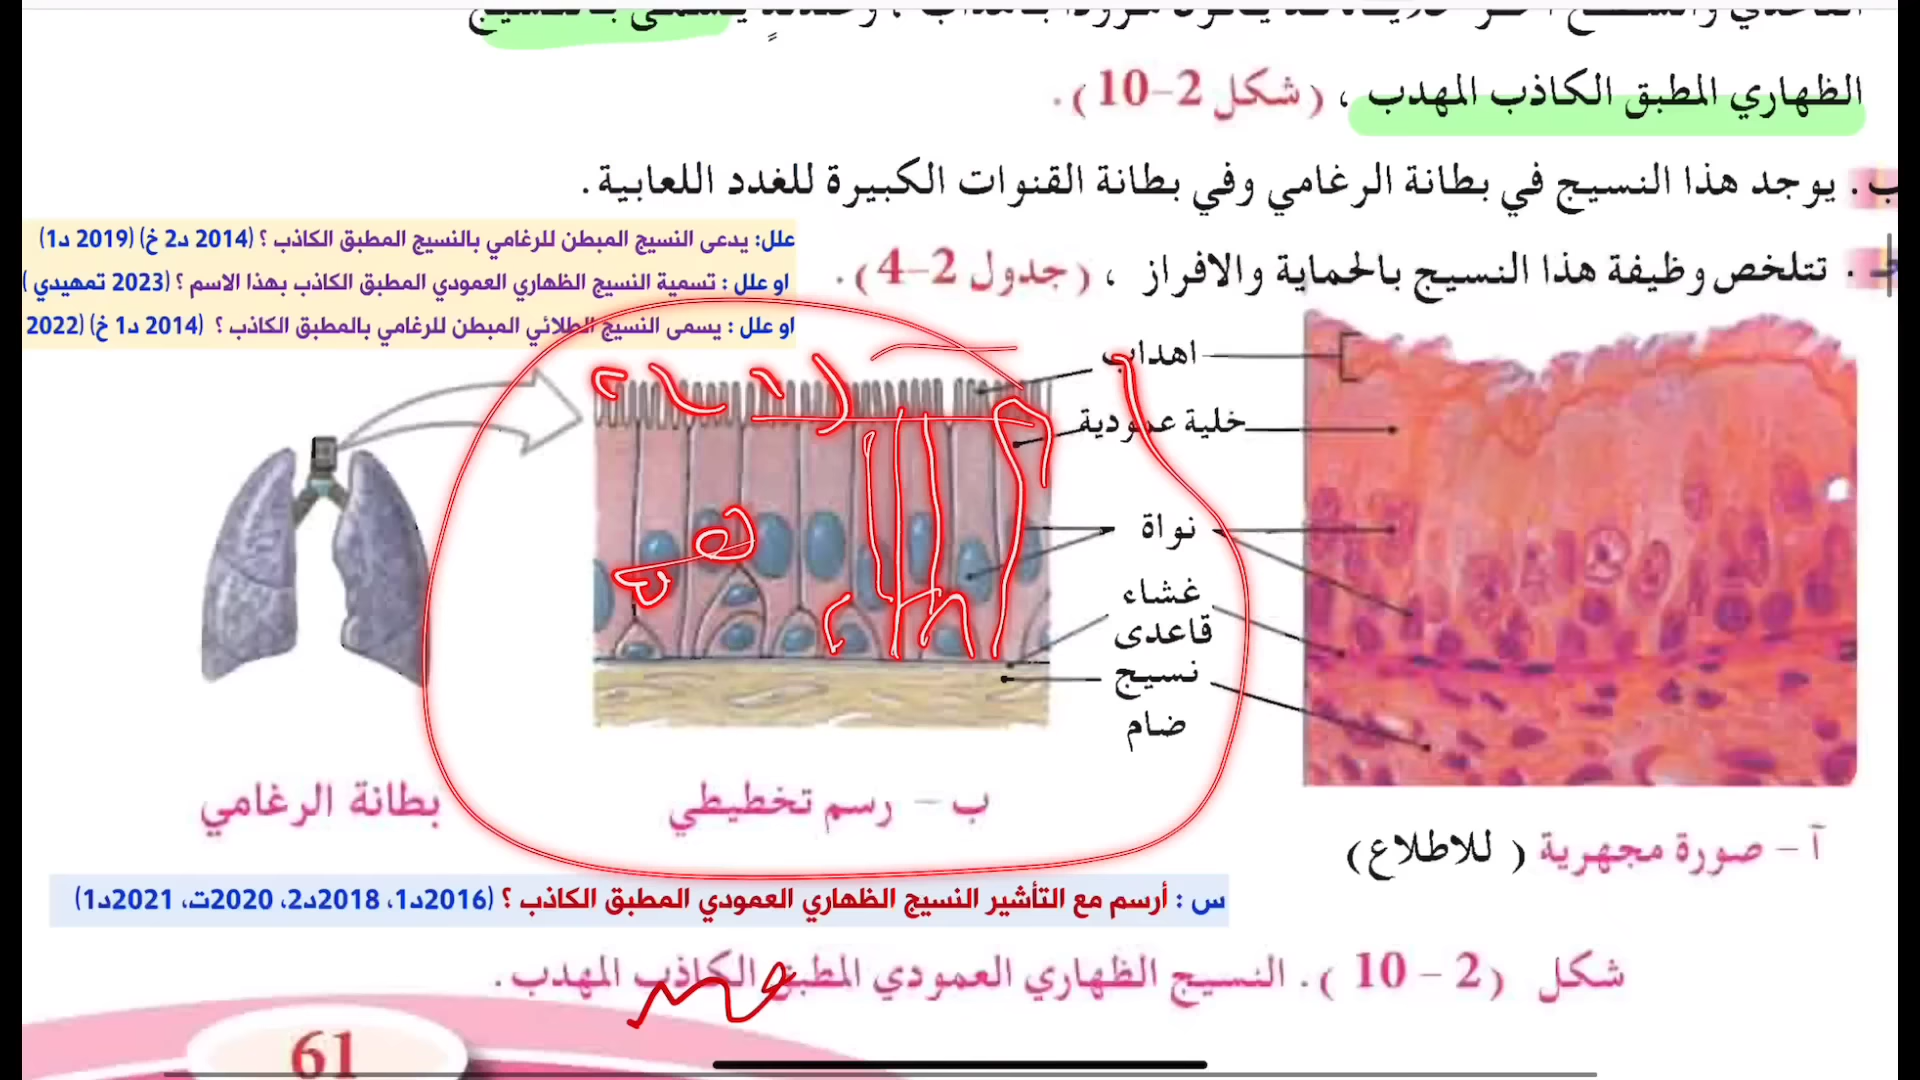 الظهاري المطبق الكاذب المهدب ، ( شكل 2-10 ) .
ب . يوجد هذا النسيج في بطانة الرغامي وفي بطانة القنوات الكبيرة للغدد اللعابية .
جـ . تتلخص وظيفة هذا النسيج بالحماية والافراز ، ( جدول 2-4 ) .
علل: يدعى النسيج المبطن للرغامي بالنسيج المطبق الكاذب ؟ (2014 د2 خ) (2019 د1)
او علل : تسمية النسيج الظهاري العمودي المطبق الكاذب بهذا الاسم ؟ (2023 تمهيدي )
او علل : يسمى النسيج الطلائي المبطن للرغامي بالمطبق الكاذب ؟ (2014 د1 خ) (2022
اهداب
خلية عمودية
نواة
غشاء
قاعدى
نسيج
ضام
بطانة الرغامي
ب - رسم تخطيطي
آ - صورة مجهرية ( للاطلاع )
س : أرسم مع التأشير النسيج الظهاري العمودي المطبق الكاذب ؟ (2016د1، 2018د2، 2020ت، 2021د1)
شكل ( 2 - 10 ) . النسيج الظهاري العمودي المطبق الكاذب المهدب .
61